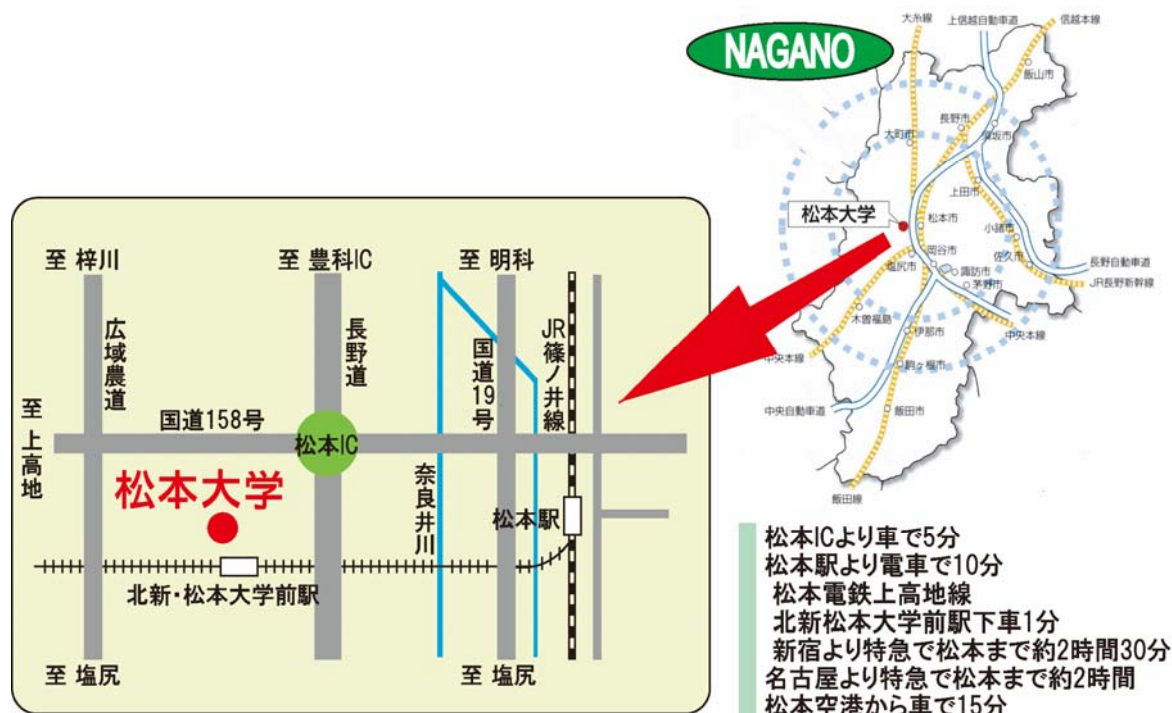 NAGANO
大糸線
上信越自動車道
信越本線
飯山市
長野市
大町市
須坂市
上田市
松本大学
松本市
小諸市
岡谷市
佐久市
塩尻市
諏訪市
茅野市
長野自動車道
JR長野新幹線
木曽福島
伊那市
中央本線
中央本線
駒ヶ根市
中央自動車道
飯田市
飯田線
至 梓川
至 豊科IC
至 明科
広域農道
長野道
国道19号
JR篠ノ井線
至 上高地
国道158号
松本IC
松本大学
奈良井川
松本駅
北新・松本大学前駅
至 塩尻
至 塩尻
松本ICより車で5分
松本駅より電車で10分
松本電鉄上高地線
北新松本大学前駅下車1分
新宿より特急で松本まで約2時間30分
名古屋より特急で松本まで約2時間
松本空港から車で15分